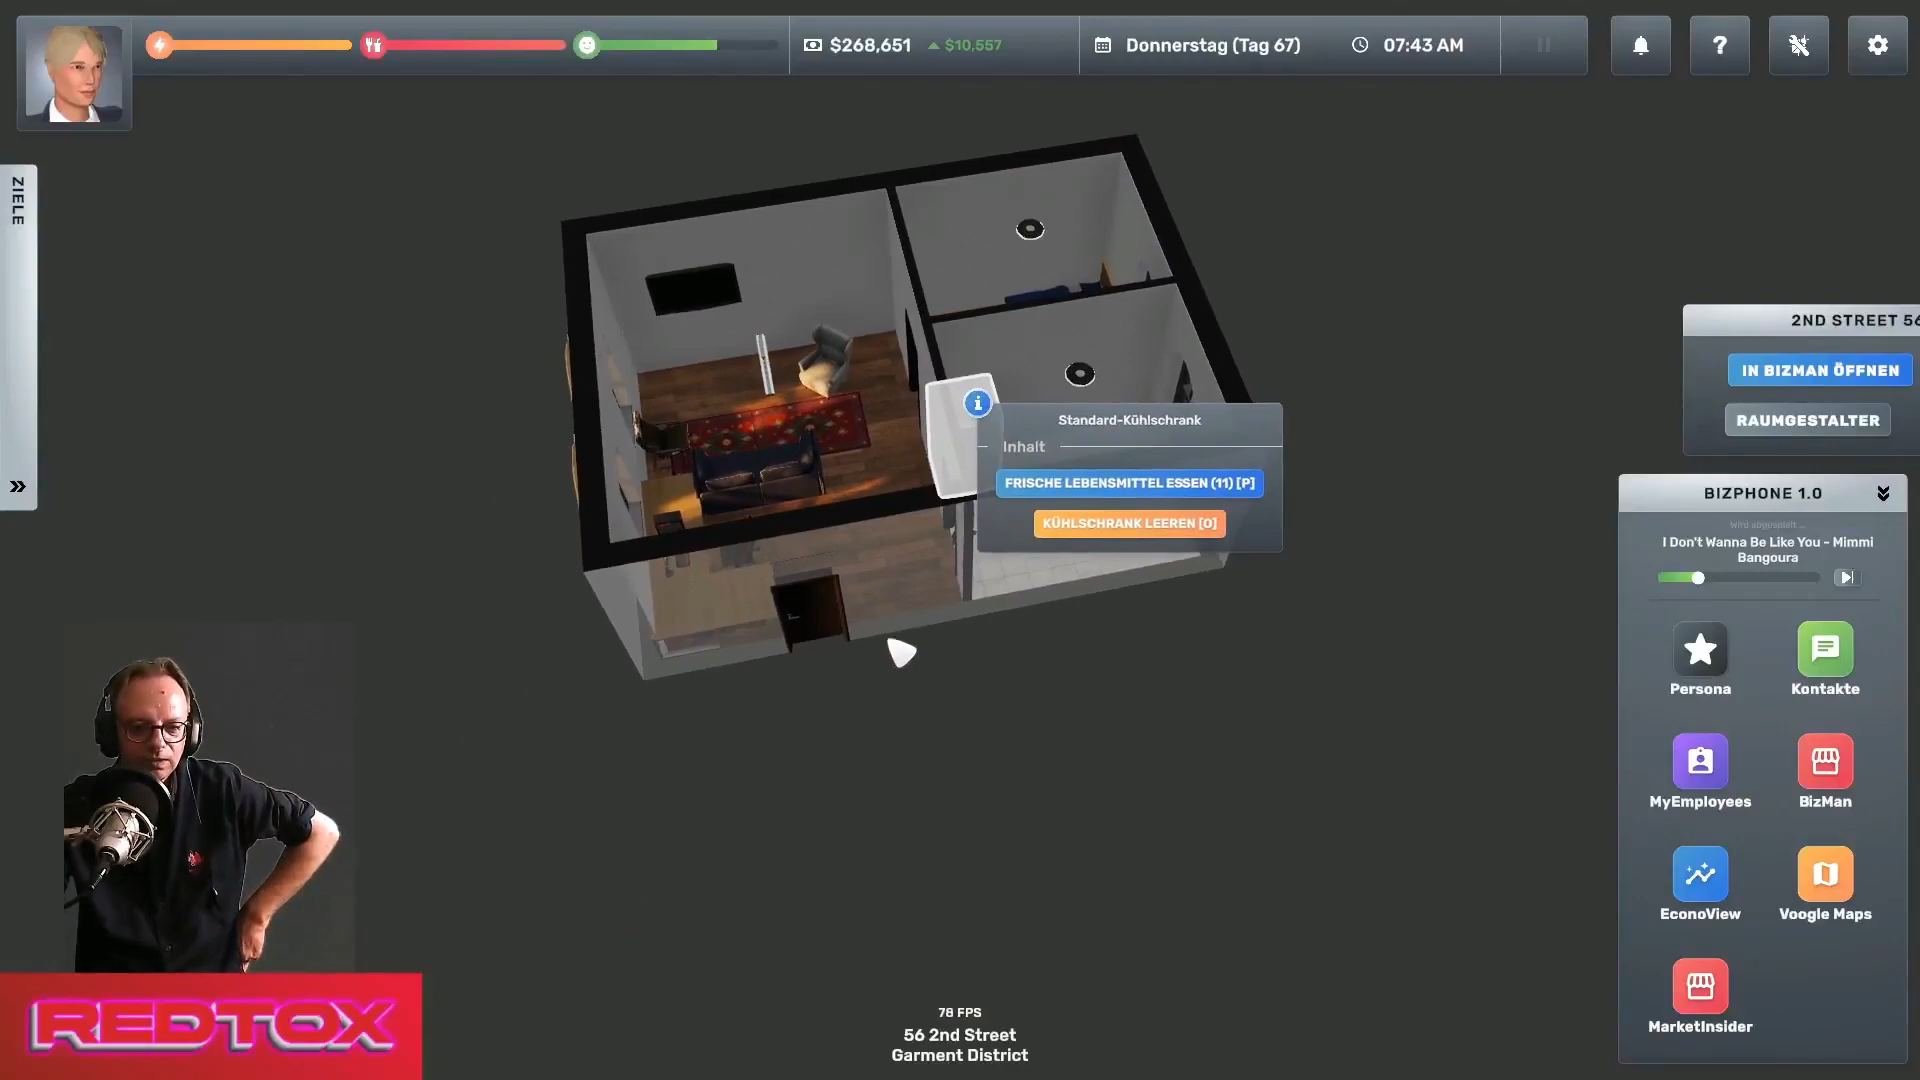 $268,651
$10,557
Donnerstag (Tag 67)
07:43 AM
?
ZIELE
2ND STREET 56
IN BIZMAN ÖFFNEN
RAUMGESTALTER
i
Standard-Kühlschrank
Inhalt
FRISCHE LEBENSMITTEL ESSEN (11) [P]
KÜHLSCHRANK LEEREN [O]
BIZPHONE 1.0
Wird abgespielt ...
I Don't Wanna Be Like You - Mimmi
Bangoura
Persona
Kontakte
MyEmployees
BizMan
EconoView
Voogle Maps
MarketInsider
REDTOX
78 FPS
56 2nd Street
Garment District